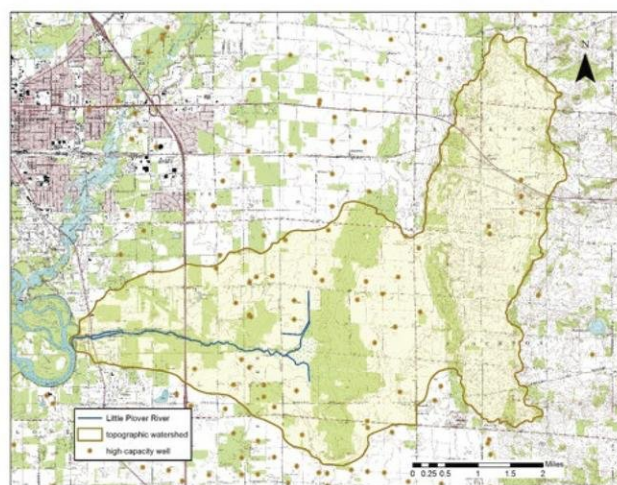 N
Little Plover River
topographic watershed
high-capacity well
Miles
0 0.25 0.5 1 1.5 2